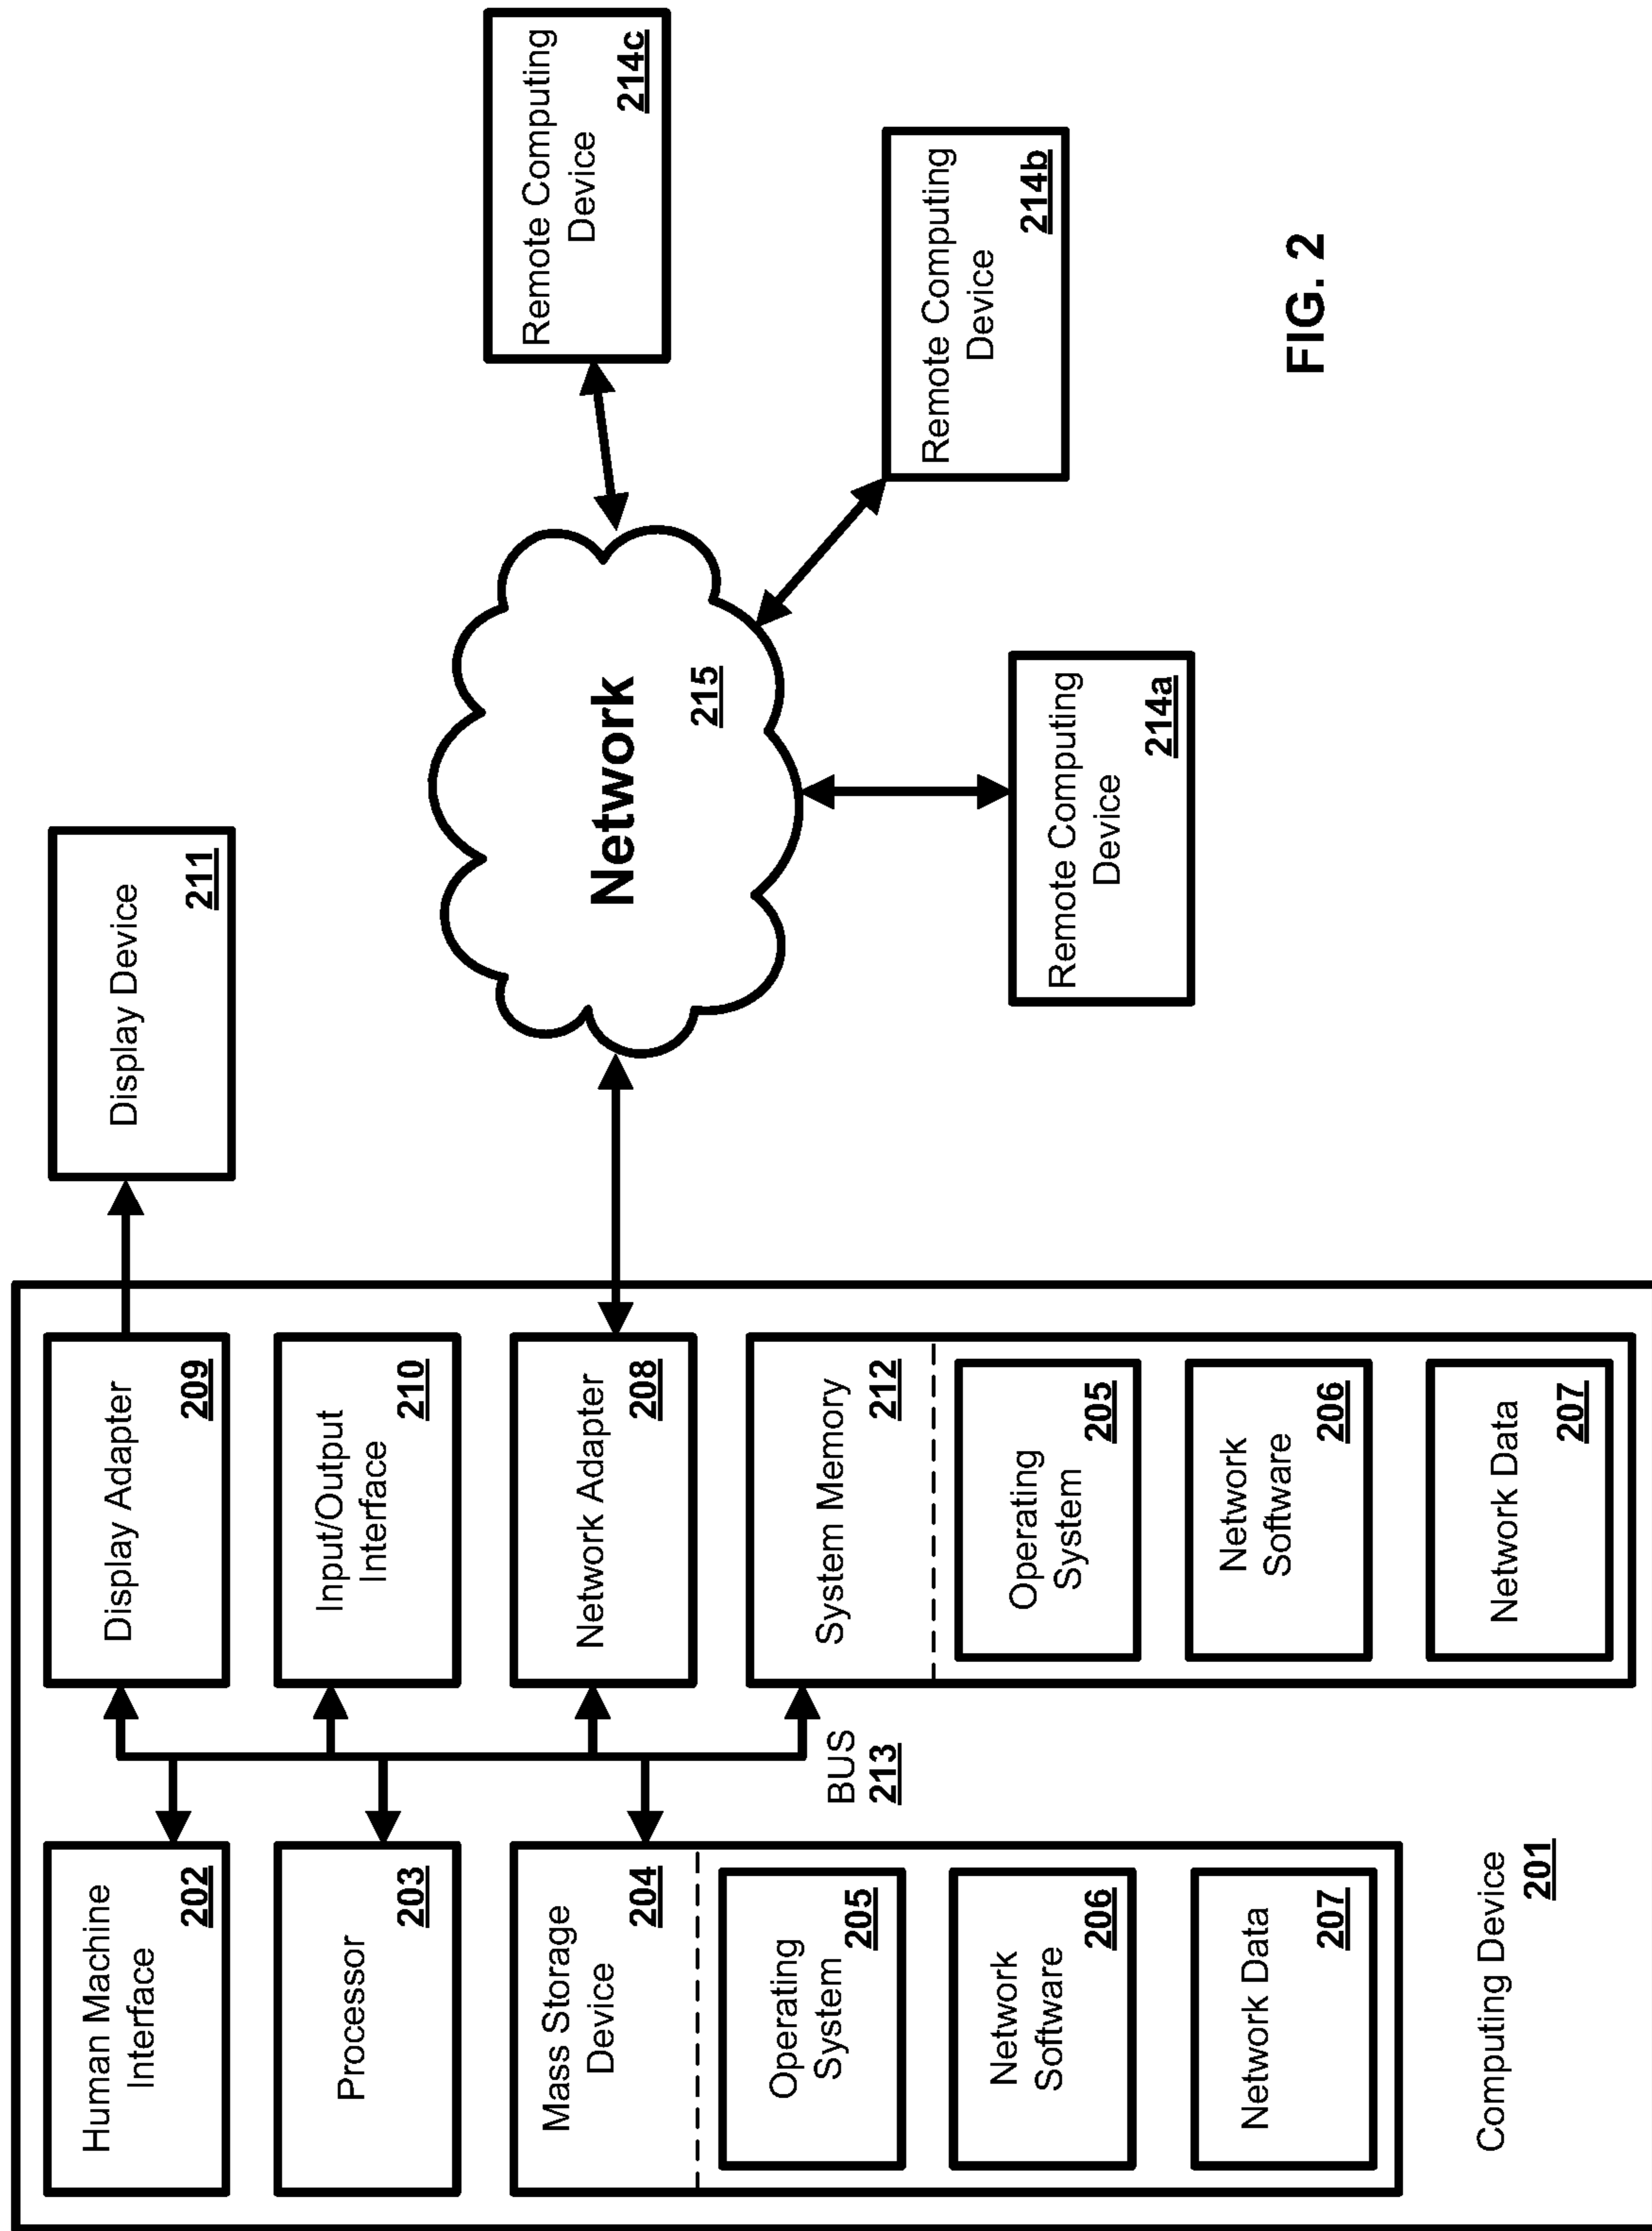 Human Machine
Interface
202
Processor
203
Mass Storage
Device
204
Operating
System
205
Network
Software
206
Network Data
207
Computing Device
201
BUS
213
Display Adapter
209
Input/Output
Interface
210
Network Adapter
208
System Memory
212
Operating
System
205
Network
Software
206
Network Data
207
Display Device
211
Network
215
Remote Computing
Device
214a
Remote Computing
Device
214b
Remote Computing
Device
214c
FIG. 2